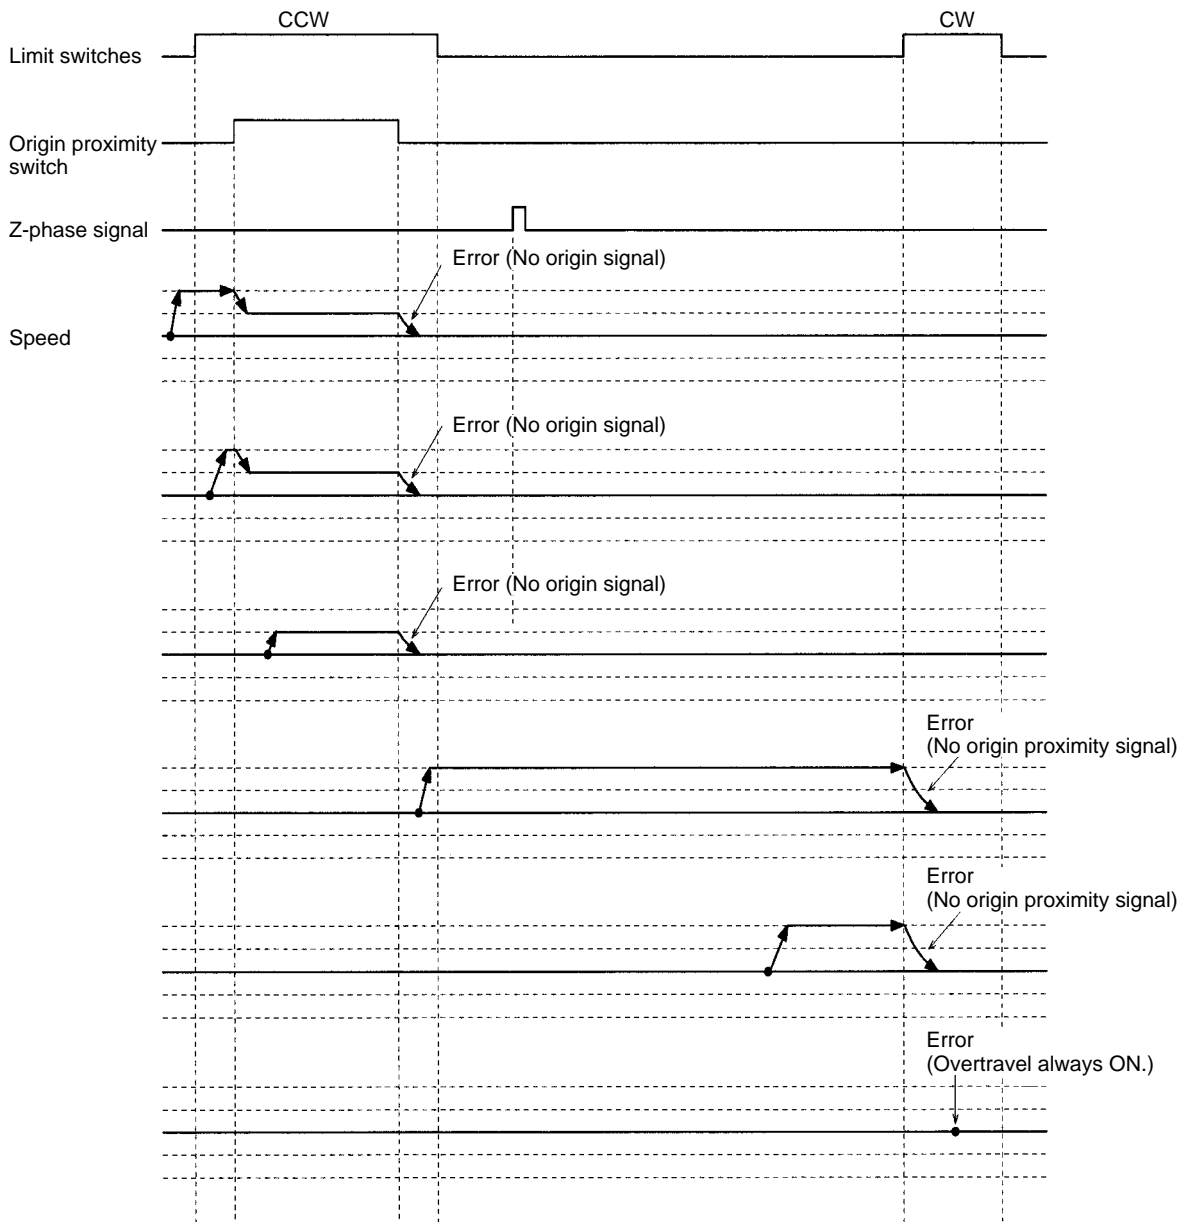 CCW
CW
Limit switches
Origin proximity
switch
Z-phase signal
Error (No origin signal)
Speed
Error (No origin signal)
Error (No origin signal)
Error
(No origin proximity signal)
Error
(No origin proximity signal)
Error
(Overtravel always ON.)